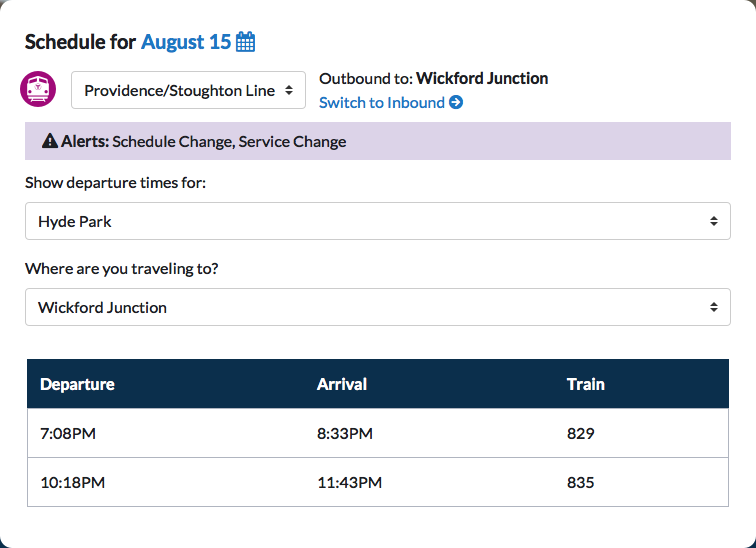 Schedule for August 15
Providence/Stoughton Line
Outbound to: Wickford Junction
Switch to Inbound
Alerts: Schedule Change, Service Change
Show departure times for:
Hyde Park
Where are you traveling to?
Wickford Junction
Departure Arrival Train
7:08PM 8:33PM 829
10:18PM 11:43PM 835